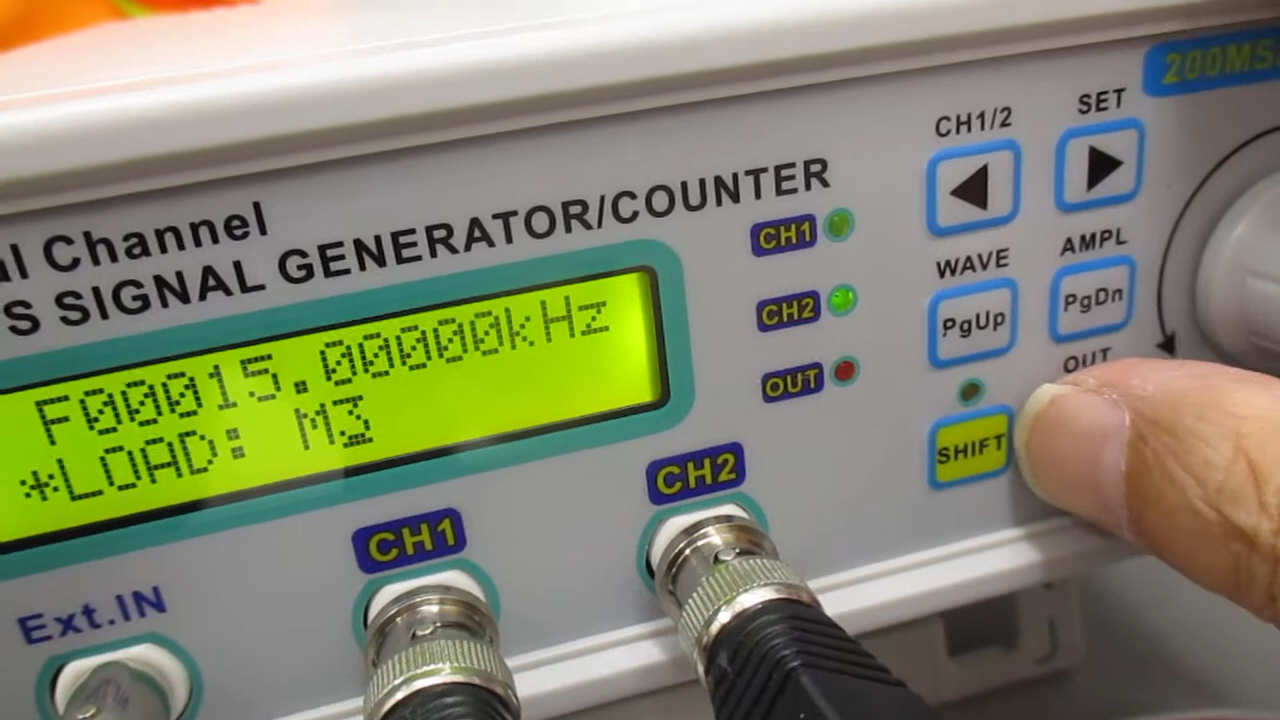 200MS
SET
CH1/2
al Channel
S SIGNAL GENERATOR/COUNTER
CH1
WAVE
AMPL
PgUp
PgDn
F00015.00000kHz
*LOAD: M3
CH2
OUT
OUT
SHIFT
CH2
CH1
Ext.IN